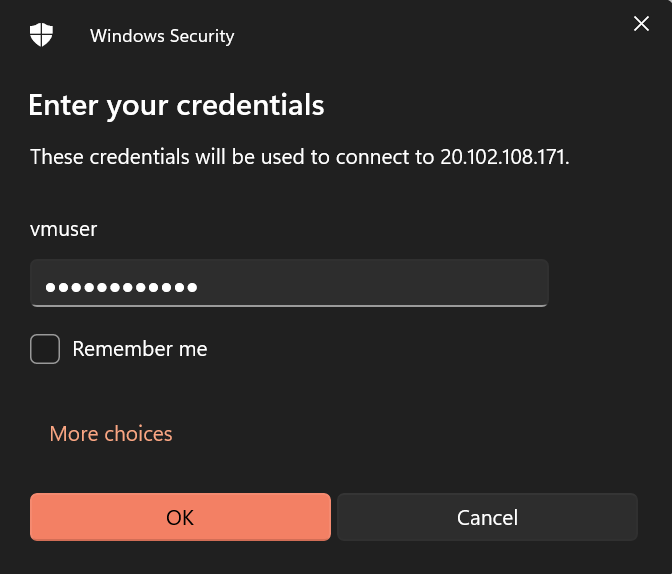 Windows Security
Enter your credentials
These credentials will be used to connect to 20.102.108.171.
vmuser
●●●●●●●●●●●●
Remember me
More choices
OK
Cancel